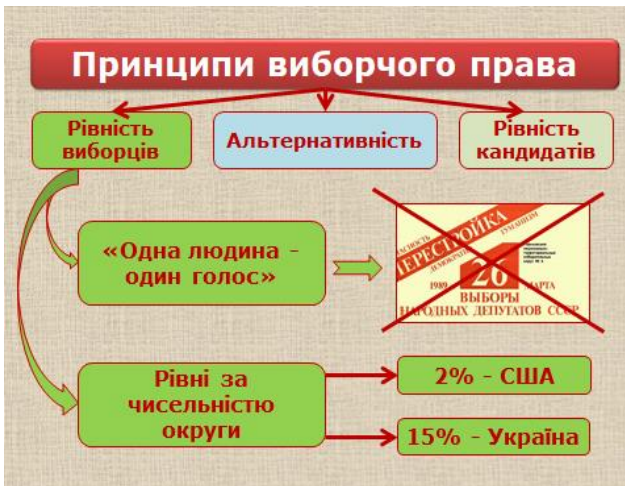 Принципи виборчого права
Рівність
виборців
Альтернативність
Рівність
кандидатів
«Одна людина -
один голос»
ПЕРЕСТРОЙКА
ГУМАНИЗМ
1989
26
МАРТА
ВЫБОРЫ
НАРОДНЫХ ДЕПУТАТОВ СССР
Рівні за
чисельністю
округи
2% - США
15% - Україна